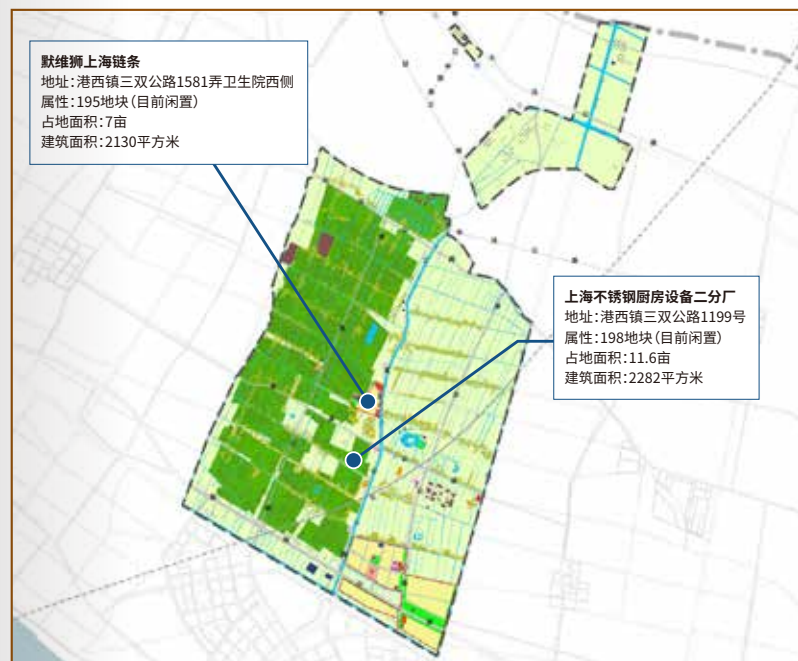 默维狮上海链条
地址:港西镇三双公路1581弄卫生院西侧
属性:195地块(目前闲置)
占地面积:7亩
建筑面积:2130平方米
上海不锈钢厨房设备二分厂
地址:港西镇三双公路1199号
属性:198地块(目前闲置)
占地面积:11.6亩
建筑面积:2282平方米